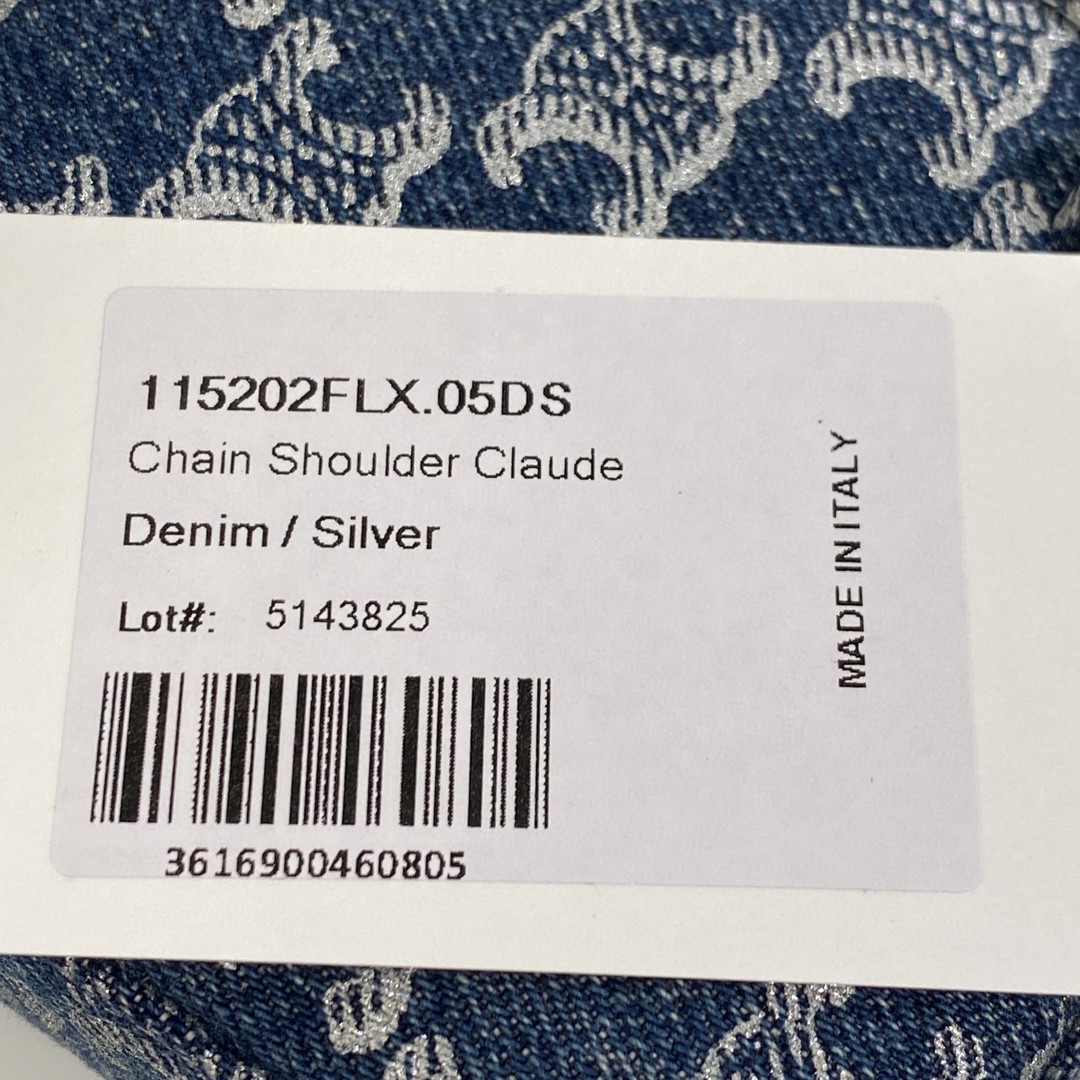 115202FLX.05DS
Chain Shoulder Claude
Denim / Silver
Lot#: 5143825
3616900460805
MADE IN ITALY